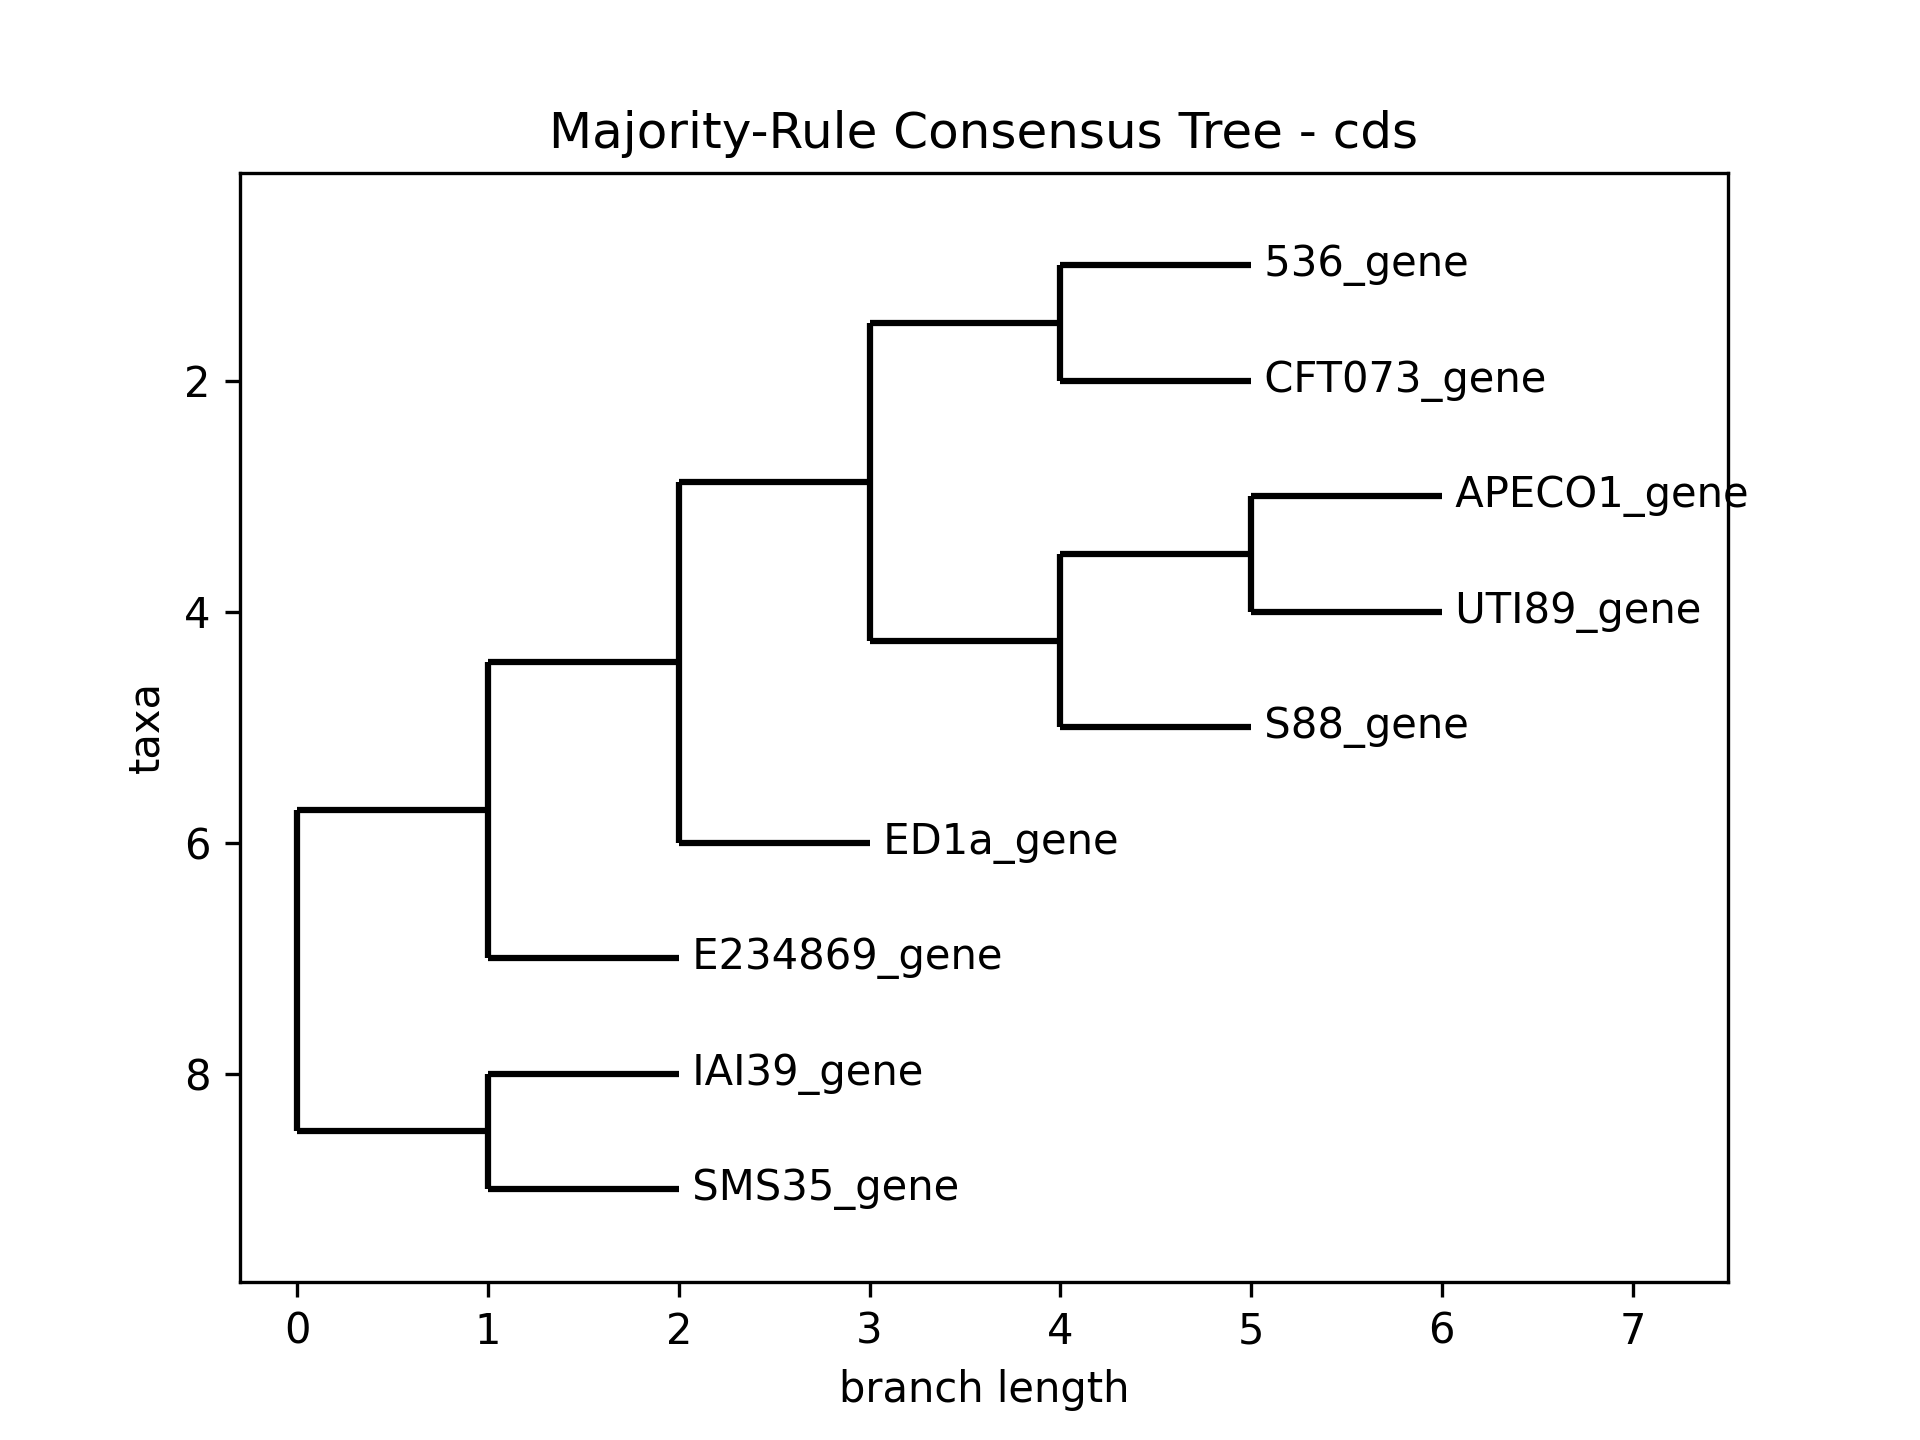 Majority-Rule Consensus Tree - cds
536_gene
2
CFT073_gene
APECO1_gene
4
UTI89_gene
S88_gene
taxa
6
ED1a_gene
E234869_gene
8
IAI39_gene
SMS35_gene
0 1 2 3 4 5 6 7
branch length